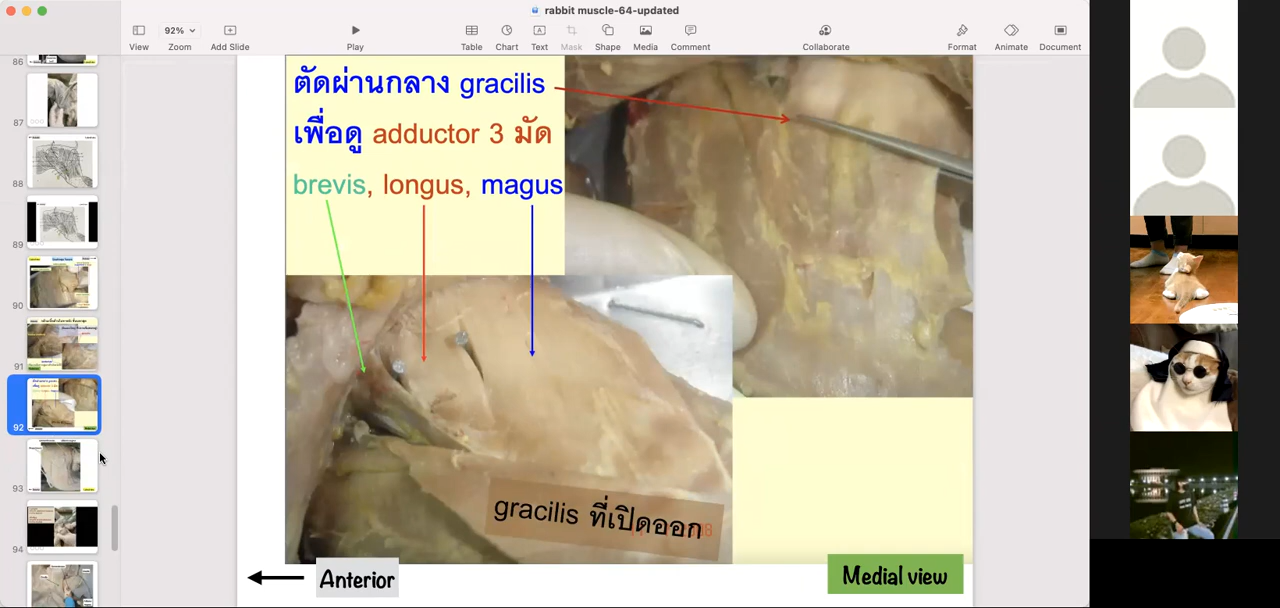 rabbit muscle-64-updated
92%
View
Zoom
Add Slide
Play
Table
Chart
Text
Mask
Shape
Media
Comment
Collaborate
Format
Animate
Document
86
87
88
89
90
91
92
93
94
ตัดผ่านกลาง gracilis
เพื่อดู adductor 3 มัด
brevis, longus, magus
gracilis ที่เปิดออก
Anterior
Medial view